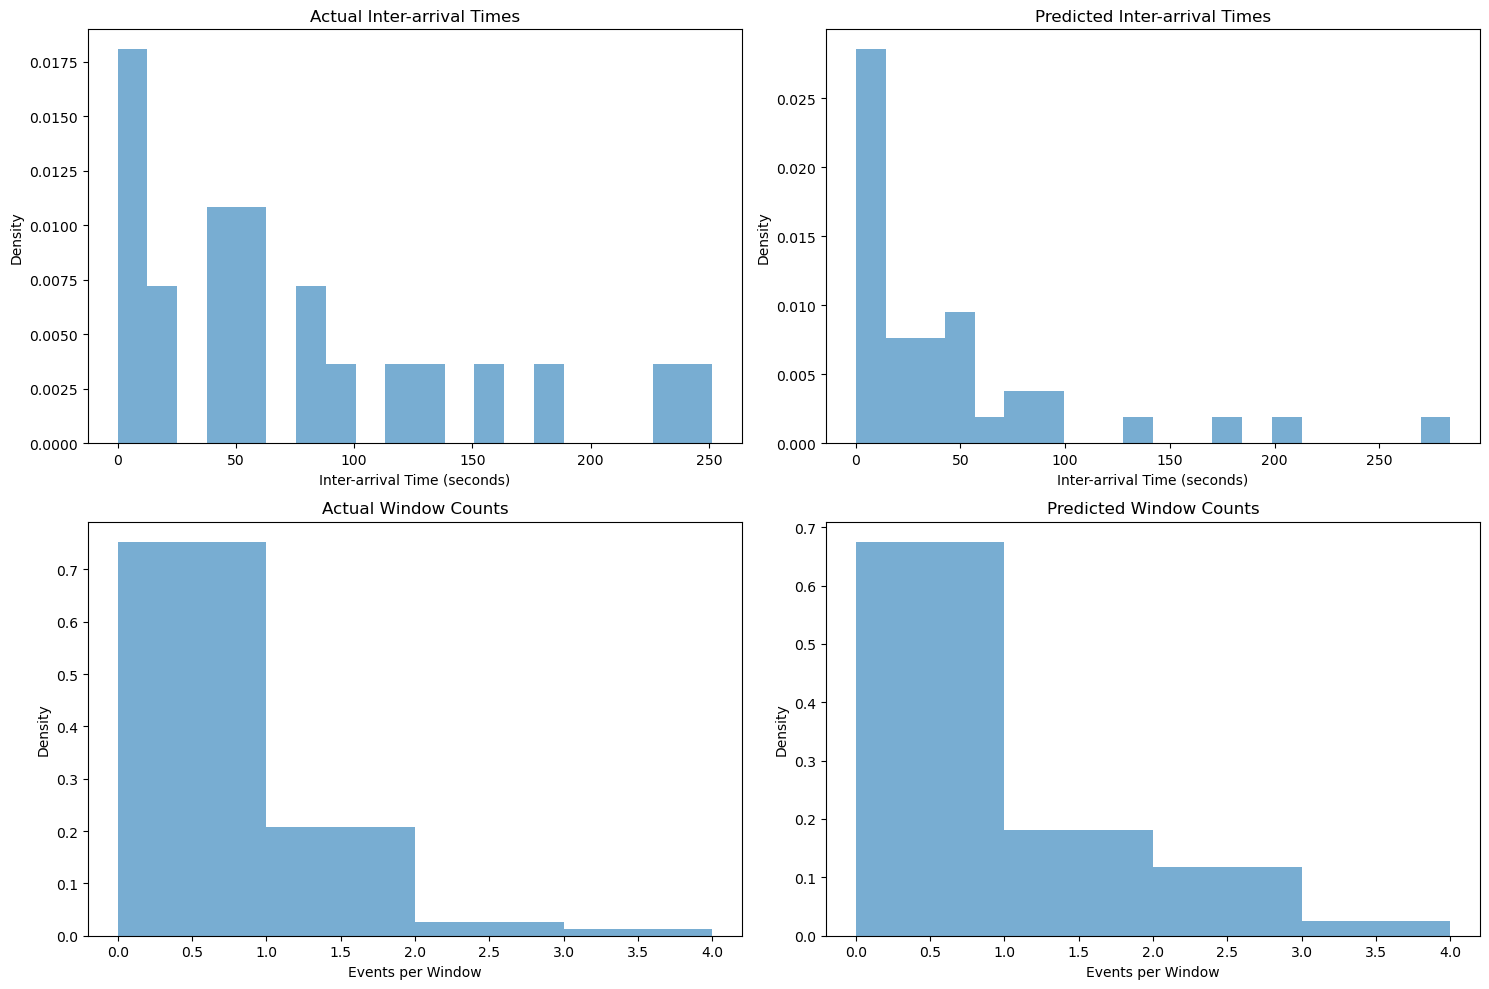 Actual Inter-arrival Times
0.0175
0.0150
0.0125
0.0100
0.0075
0.0050
0.0025
0.0000
Density
0 50 100 150 200 250
Inter-arrival Time (seconds)
Predicted Inter-arrival Times
0.025
0.020
0.015
0.010
0.005
0.000
Density
0 50 100 150 200 250
Inter-arrival Time (seconds)
Actual Window Counts
0.7
0.6
0.5
0.4
0.3
0.2
0.1
0.0
Density
0.0 0.5 1.0 1.5 2.0 2.5 3.0 3.5 4.0
Events per Window
Predicted Window Counts
0.7
0.6
0.5
0.4
0.3
0.2
0.1
0.0
Density
0.0 0.5 1.0 1.5 2.0 2.5 3.0 3.5 4.0
Events per Window